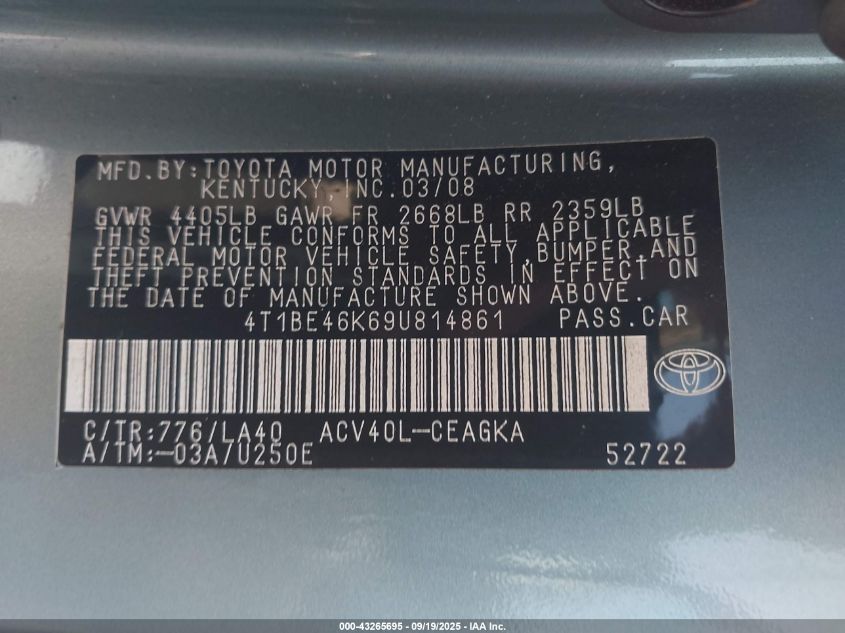 MFD.BY:TOYOTA MOTOR MANUFACTURING,
KENTUCKY,INC.03/08
GVWR 4405LB GAWR FR 2668LB RR 2359LB
THIS VEHICLE CONFORMS TO ALL APPLICABLE
FEDERAL MOTOR VEHICLE SAFETY,BUMPER,AND
THEFT PREVENTION STANDARDS IN EFFECT ON
THE DATE OF MANUFACTURE SHOWN ABOVE.
4T1BE46K69U814861 PASS.CAR
C/TR:776/LA40 ACV40L-CEAGKA
A/TM:-03A/U250E 52722
000-43265695 - 09/19/2025 - IAA Inc.